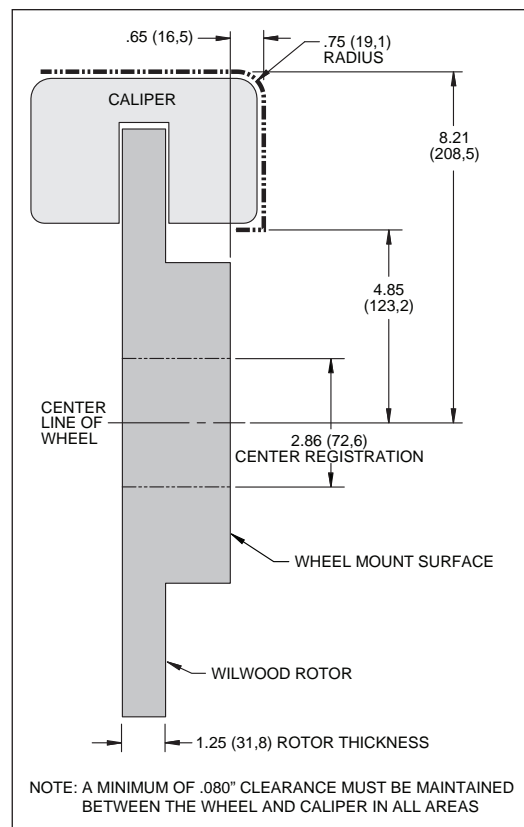 .65 (16,5)
.75 (19,1)
RADIUS
CALIPER
8.21
(208,5)
4.85
(123,2)
CENTER
LINE OF
WHEEL
2.86 (72,6)
CENTER REGISTRATION
WHEEL MOUNT SURFACE
WILWOOD ROTOR
1.25 (31,8) ROTOR THICKNESS
NOTE: A MINIMUM OF .080" CLEARANCE MUST BE MAINTAINED
BETWEEN THE WHEEL AND CALIPER IN ALL AREAS